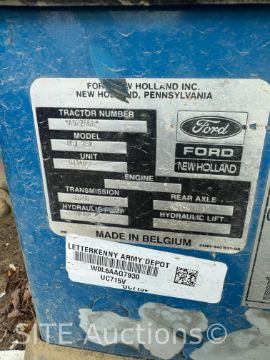 FORD NEW HOLLAND INC.
NEW HOLLAND, PENNSYLVANIA
TRACTOR NUMBER
MODEL
UNIT
Ford
FORD
NEW HOLLAND
ENGINE
TRANSMISSION
REAR AXLE
HYDRAULIC PUMP
HYDRAULIC LIFT
MADE IN BELGIUM
LETTERKENNY ARMY DEPOT
W0L6AAG7930
UC715V
SITE Auctions